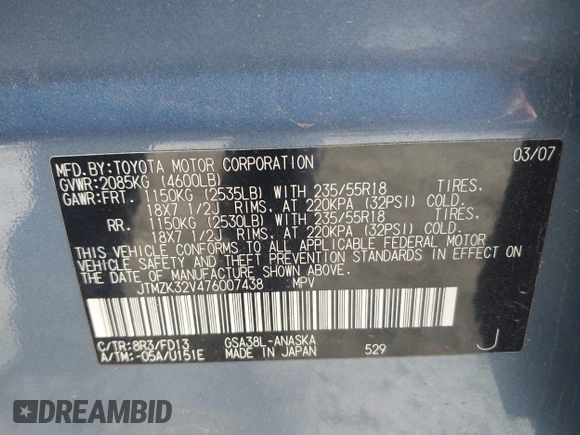 MFD.BY:TOYOTA MOTOR CORPORATION 03/07
GVWR:2085KG (4600LB)
GAWR:FRT. 1150KG (2535LB) WITH 235/55R18 TIRES.
18X7 1/2J RIMS, AT 220KPA (32PSI) COLD.
RR. 1150KG (2530LB) WITH 235/55R18 TIRES.
18X7 1/2J RIMS, AT 220KPA (32PSI) COLD.
THIS VEHICLE CONFORMS TO ALL APPLICABLE FEDERAL MOTOR
VEHICLE SAFETY AND THEFT PREVENTION STANDARDS IN EFFECT ON
THE DATE OF MANUFACTURE SHOWN ABOVE.
JTMZK32V476007438 MPV
C/TR:8R3/FD13 GSA38L-ANASKA
A/TM:-05A/U151E MADE IN JAPAN 529 J
DREAMBID